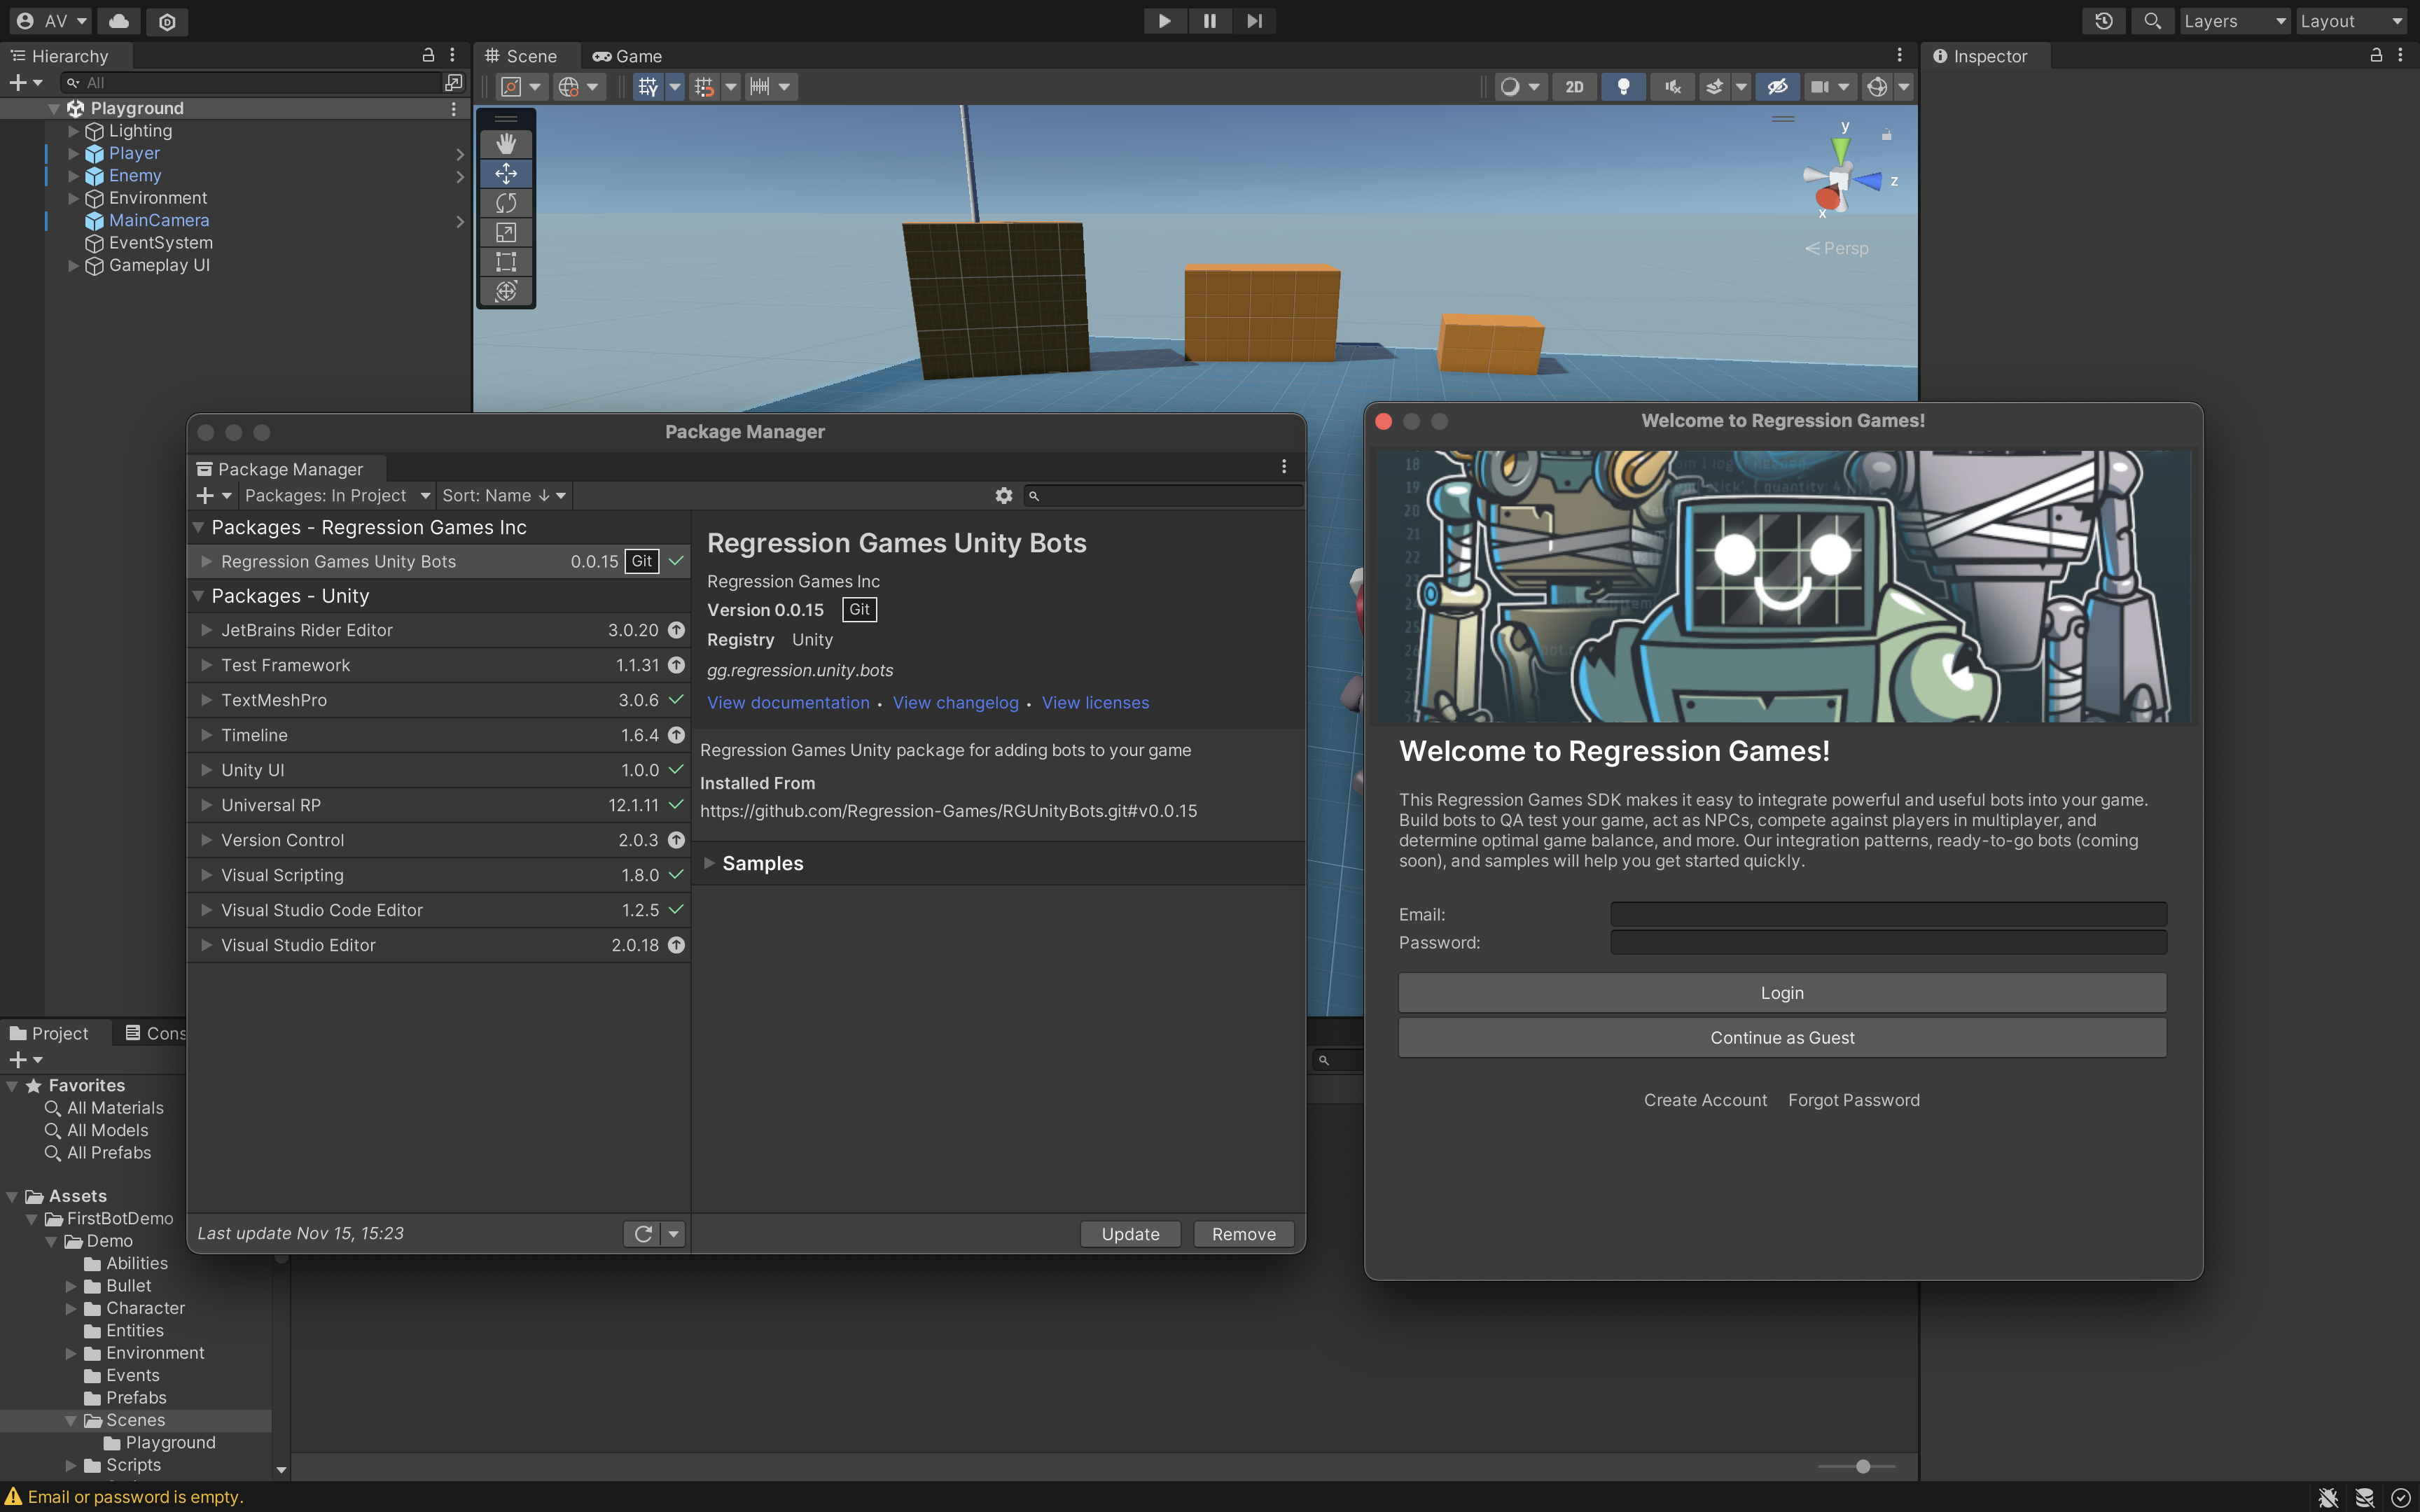 AV
Layers
Layout
Hierarchy
Scene
Game
Inspector
All
2D
Playground
Lighting
Player
Enemy
Environment
MainCamera
EventSystem
Gameplay UI
y
z
x
Persp
Package Manager
Package Manager
Packages: In Project
Sort: Name ↓
Packages - Regression Games Inc
Regression Games Unity Bots 0.0.15 Git
Packages - Unity
JetBrains Rider Editor 3.0.20
Test Framework 1.1.31
TextMeshPro 3.0.6
Timeline 1.6.4
Unity UI 1.0.0
Universal RP 12.1.11
Version Control 2.0.3
Visual Scripting 1.8.0
Visual Studio Code Editor 1.2.5
Visual Studio Editor 2.0.18
Last update Nov 15, 15:23
Regression Games Unity Bots
Regression Games Inc
Version 0.0.15 Git
Registry Unity
gg.regression.unity.bots
View documentation • View changelog • View licenses
Regression Games Unity package for adding bots to your game
Installed From
https://github.com/Regression-Games/RGUnityBots.git#v0.0.15
Samples
Update
Remove
Welcome to Regression Games!
18
19
20
21
22
Welcome to Regression Games!
This Regression Games SDK makes it easy to integrate powerful and useful bots into your game.
Build bots to QA test your game, act as NPCs, compete against players in multiplayer, and
determine optimal game balance, and more. Our integration patterns, ready-to-go bots (coming
soon), and samples will help you get started quickly.
Email:
Password:
Login
Continue as Guest
Create Account Forgot Password
Project
Cons
Favorites
All Materials
All Models
All Prefabs
Assets
FirstBotDemo
Demo
Abilities
Bullet
Character
Entities
Environment
Events
Prefabs
Scenes
Playground
Scripts
Email or password is empty.